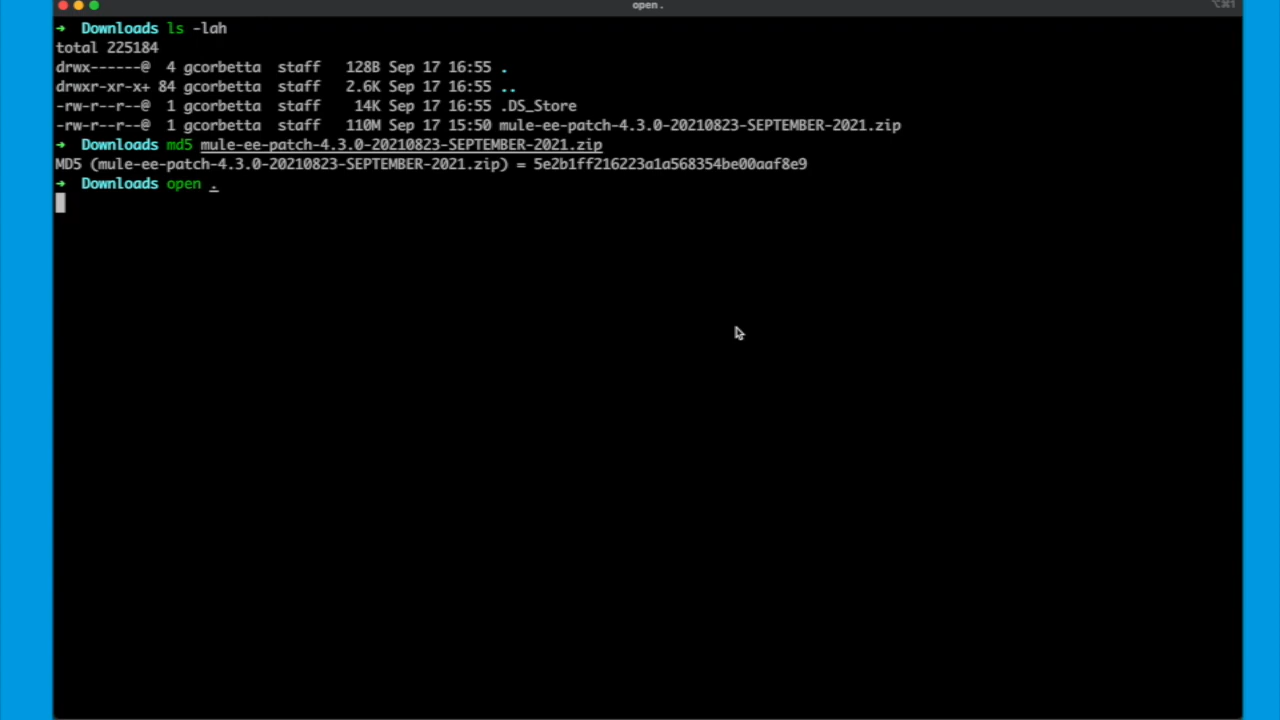 open .
⌥⌘1
➜  Downloads ls -lah
total 225184
drwx------@  4 gcorbetta  staff   128B Sep 17 16:55 .
drwxr-xr-x+ 84 gcorbetta  staff   2.6K Sep 17 16:55 ..
-rw-r--r--@  1 gcorbetta  staff    14K Sep 17 16:55 .DS_Store
-rw-r--r--@  1 gcorbetta  staff   110M Sep 17 15:50 mule-ee-patch-4.3.0-20210823-SEPTEMBER-2021.zip
➜  Downloads md5 mule-ee-patch-4.3.0-20210823-SEPTEMBER-2021.zip
MD5 (mule-ee-patch-4.3.0-20210823-SEPTEMBER-2021.zip) = 5e2b1ff216223a1a568354be00aaf8e9
➜  Downloads open .